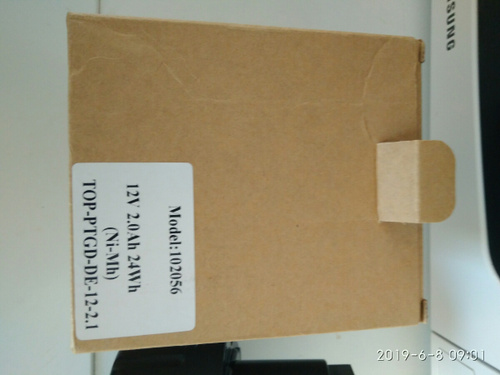 Model:102056
12V 2.0Ah 24Wh
(Ni-Mh)
TOP-PTGD-DE-12-2.1
SUNG
2019-6-8 09:01